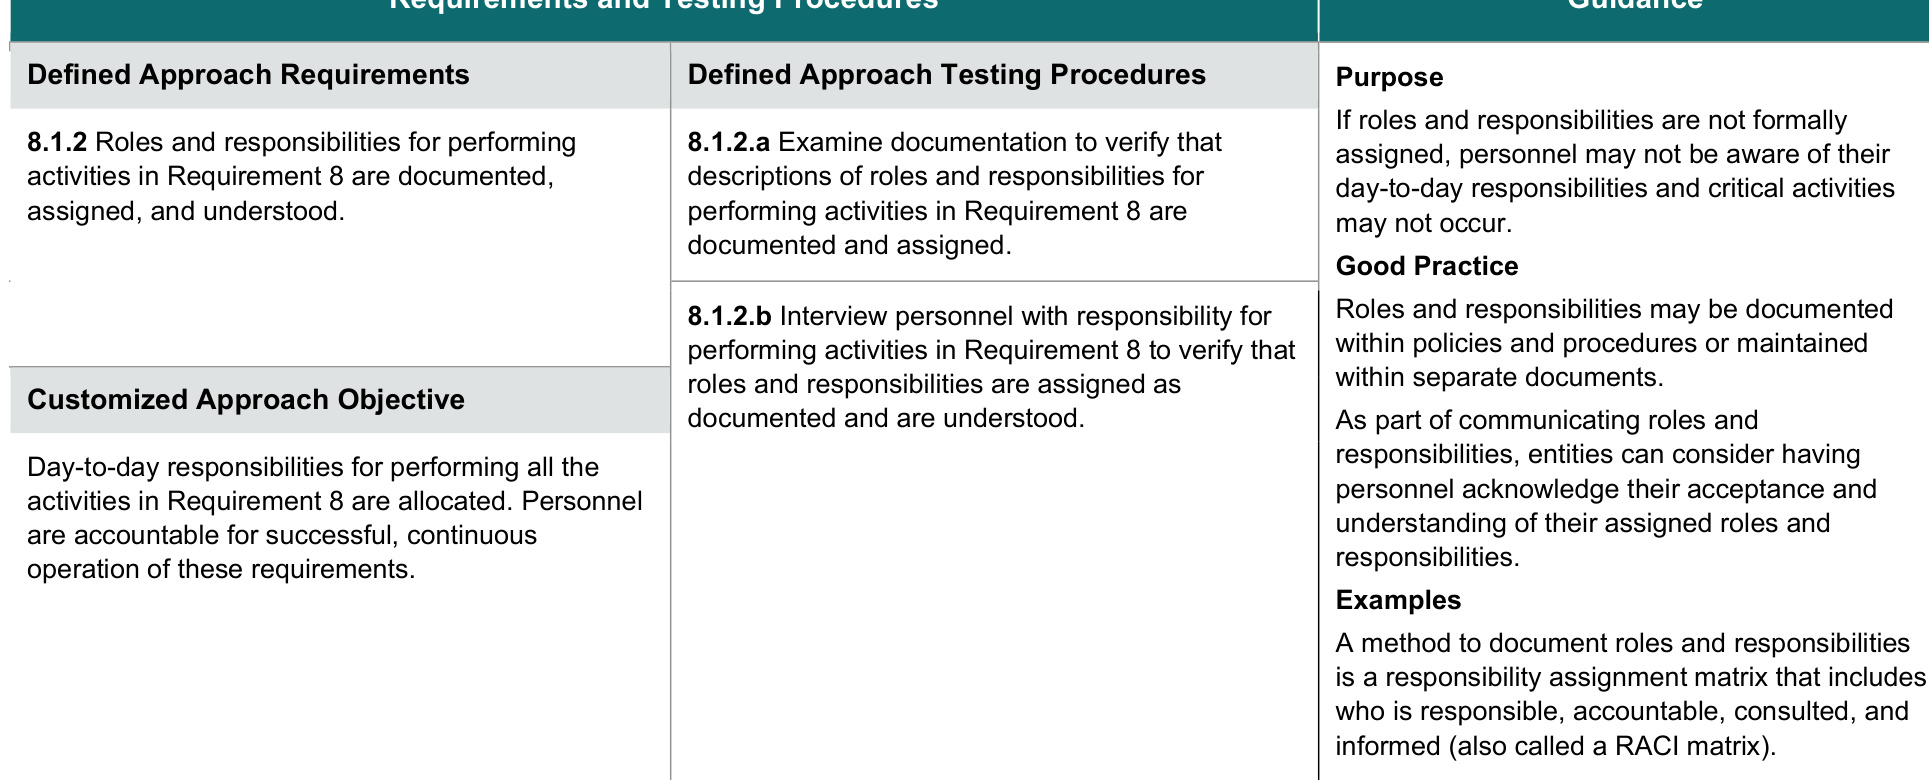 Requirements and Testing Procedures
Guidance
Defined Approach Requirements
8.1.2 Roles and responsibilities for performing
activities in Requirement 8 are documented,
assigned, and understood.
Customized Approach Objective
Day-to-day responsibilities for performing all the
activities in Requirement 8 are allocated. Personnel
are accountable for successful, continuous
operation of these requirements.
Defined Approach Testing Procedures
8.1.2.a Examine documentation to verify that
descriptions of roles and responsibilities for
performing activities in Requirement 8 are
documented and assigned.
8.1.2.b Interview personnel with responsibility for
performing activities in Requirement 8 to verify that
roles and responsibilities are assigned as
documented and are understood.
Purpose
If roles and responsibilities are not formally
assigned, personnel may not be aware of their
day-to-day responsibilities and critical activities
may not occur.
Good Practice
Roles and responsibilities may be documented
within policies and procedures or maintained
within separate documents.
As part of communicating roles and
responsibilities, entities can consider having
personnel acknowledge their acceptance and
understanding of their assigned roles and
responsibilities.
Examples
A method to document roles and responsibilities
is a responsibility assignment matrix that includes
who is responsible, accountable, consulted, and
informed (also called a RACI matrix).